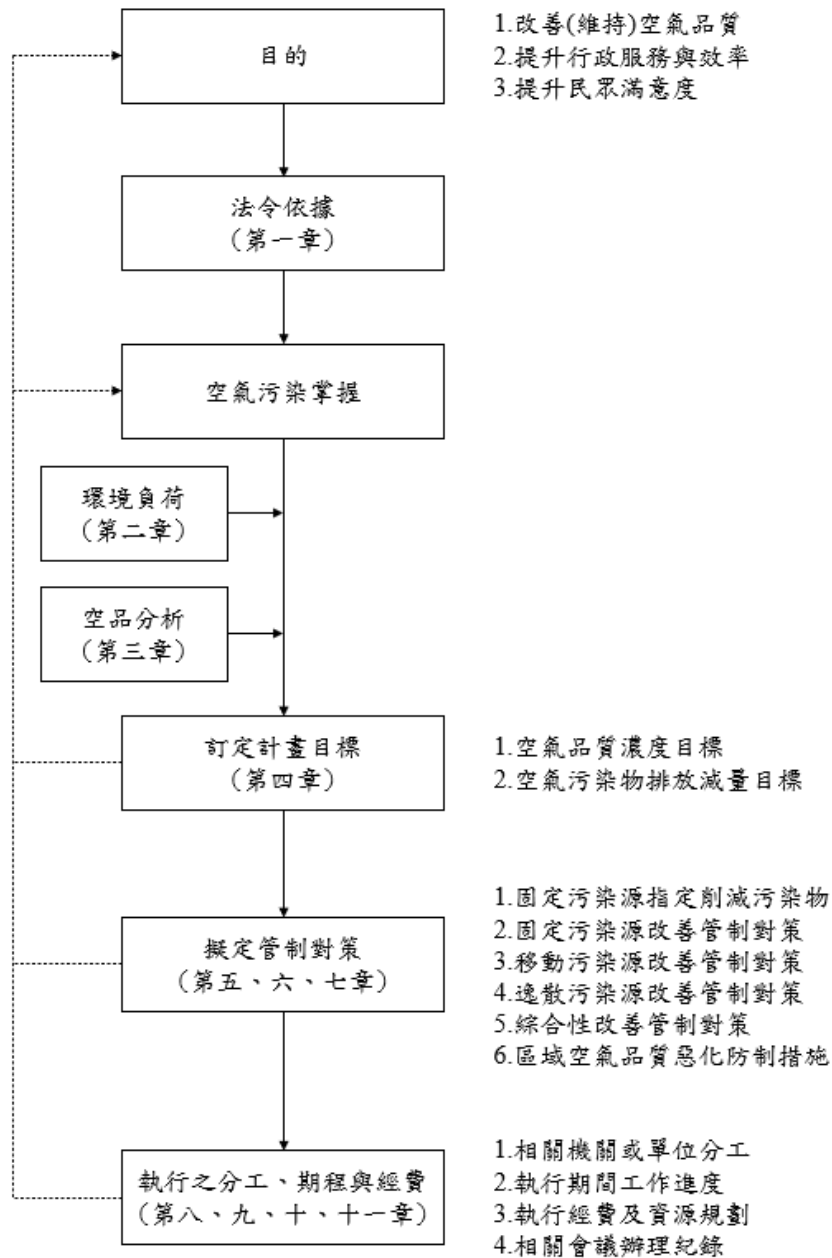 目的
1.改善(維持)空氣品質
2.提升行政服務與效率
3.提升民眾滿意度
法令依據
(第一章)
空氣污染掌握
環境負荷
(第二章)
空品分析
(第三章)
訂定計畫目標
(第四章)
1.空氣品質濃度目標
2.空氣污染物排放減量目標
擬定管制對策
(第五、六、七章)
1.固定污染源指定削減污染物
2.固定污染源改善管制對策
3.移動污染源改善管制對策
4.逸散污染源改善管制對策
5.綜合性改善管制對策
6.區域空氣品質惡化防制措施
執行之分工、期程與經費
(第八、九、十、十一章)
1.相關機關或單位分工
2.執行期間工作進度
3.執行經費及資源規劃
4.相關會議辦理紀錄